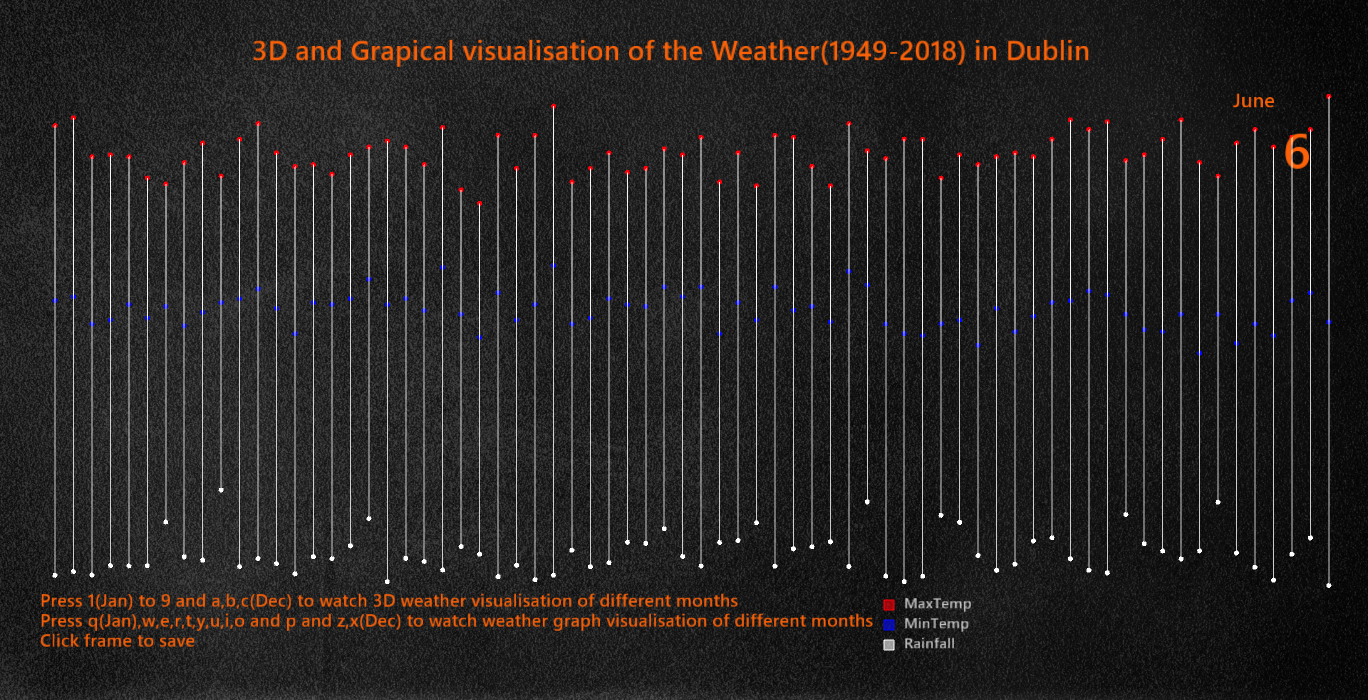 3D and Grapical visualisation of the Weather(1949-2018) in Dublin
June
6
Press 1(Jan) to 9 and a,b,c(Dec) to watch 3D weather visualisation of different months
Press q(Jan),w,e,r,t,y,u,i,o and p and z,x(Dec) to watch weather graph visualisation of different months
Click frame to save
MaxTemp
MinTemp
Rainfall